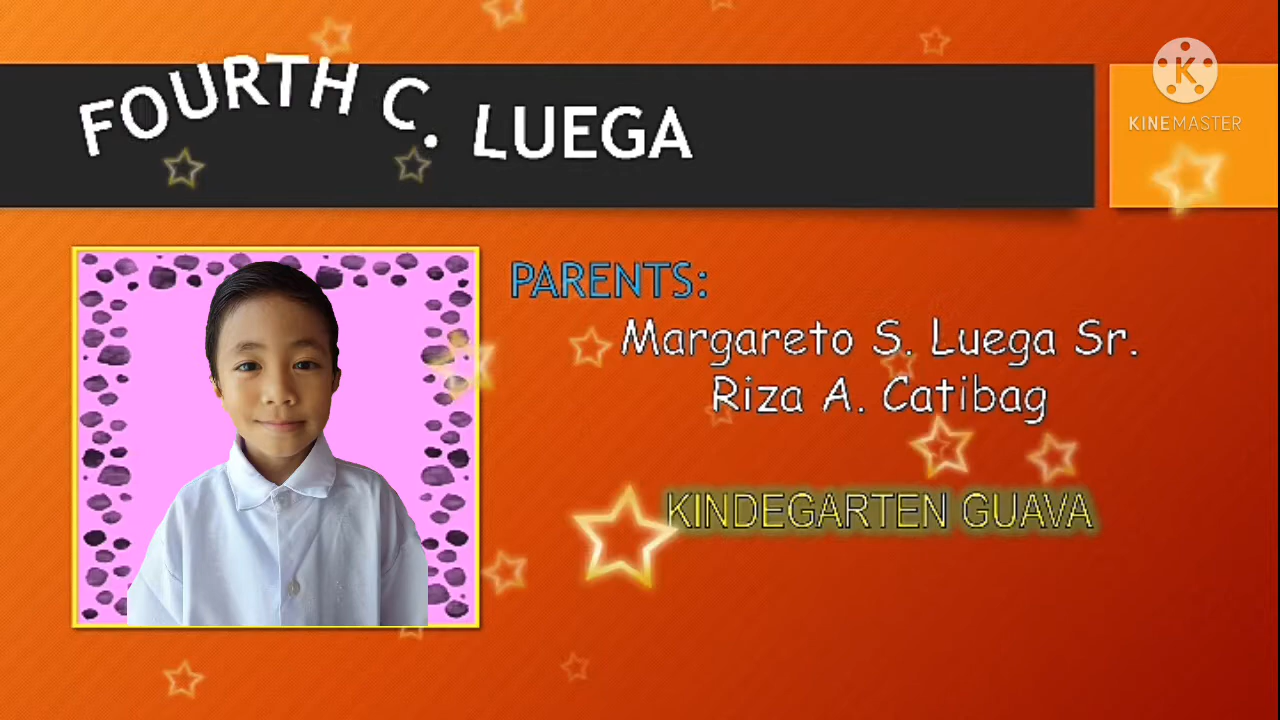 FOURTH C. LUEGA
KINEMASTER
PARENTS:
Margareto S. Luega Sr.
Riza A. Catibag
KINDEGARTEN GUAVA